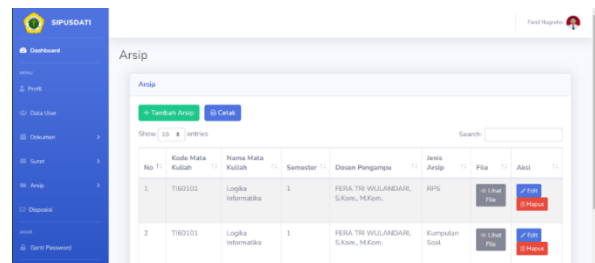 SIPUSDATI
Farid Nugroho
Dashboard
Arsip
MENU
Profil
Arsip
Data User
+ Tambah Arsip
Cetak
Dokumen
Show 10 entries
Search:
Surat
No
Kode Mata Kuliah
Nama Mata Kuliah
Semester
Dosen Pengampu
Jenis Arsip
File
Aksi
Arsip
1
TI60101
Logika Informatika
1
FERA TRI WULANDARI, S.Kom., M.Kom.
RPS
Lihat File
Edit
Hapus
Disposisi
2
TI60101
Logika Informatika
1
FERA TRI WULANDARI, S.Kom., M.Kom.
Kumpulan Soal
Lihat File
Edit
Hapus
Ganti Password